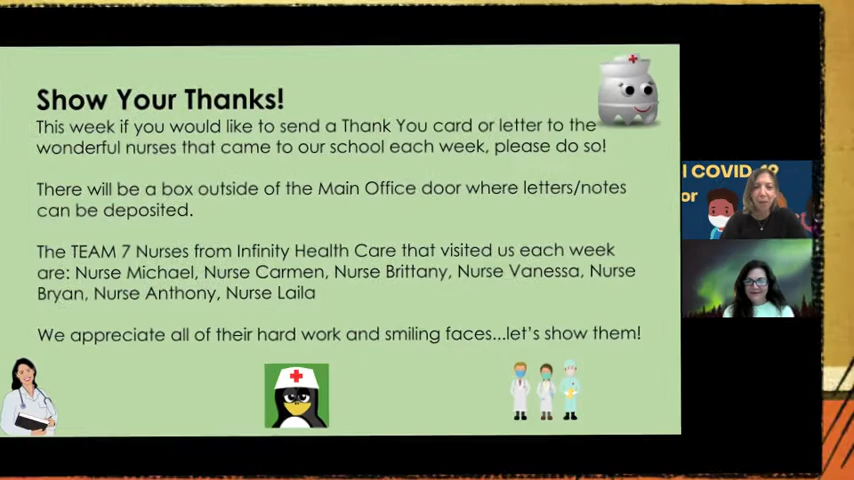 Show Your Thanks!
This week if you would like to send a Thank You card or letter to the
wonderful nurses that came to our school each week, please do so!
There will be a box outside of the Main Office door where letters/notes
can be deposited.
The TEAM 7 Nurses from Infinity Health Care that visited us each week
are: Nurse Michael, Nurse Carmen, Nurse Brittany, Nurse Vanessa, Nurse
Bryan, Nurse Anthony, Nurse Laila
We appreciate all of their hard work and smiling faces...let's show them!
COVID-19
or